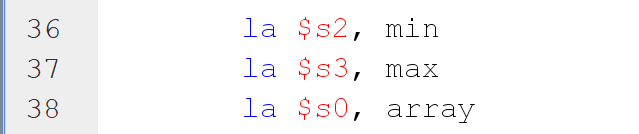 36 la $s2, min
37 la $s3, max
38 la $s0, array